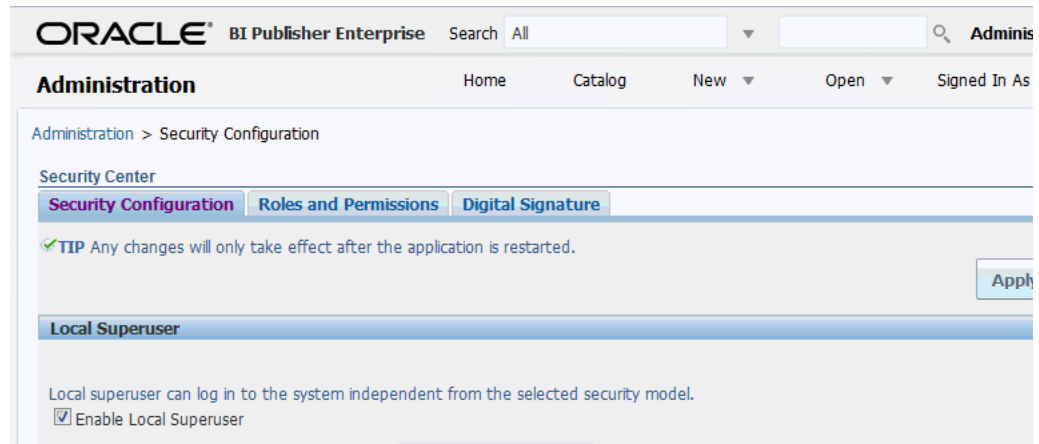 ORACLE BI Publisher Enterprise Search All
Administration Home Catalog New Open Signed In As
Administration > Security Configuration
Security Center
Security Configuration Roles and Permissions Digital Signature
TIP Any changes will only take effect after the application is restarted.
Apply
Local Superuser
Local superuser can log in to the system independent from the selected security model.
Enable Local Superuser